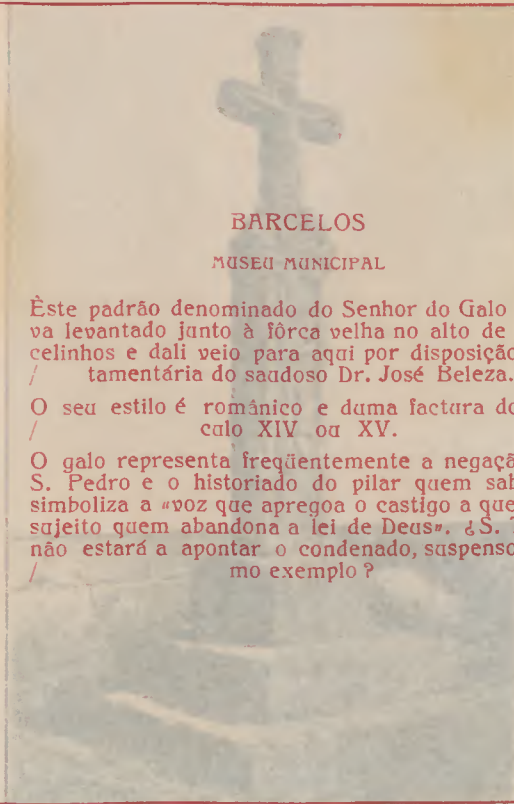 BARCELOS
MUSEU MUNICIPAL
Èste padrão denominado do Senhor do Galo
va levantado junto à fôrca velha no alto de
celinhos e dali veio para aqui por disposição
/ tamentária do saudoso Dr. José Beleza.
O seu estilo é românico e duma factura do
/ culo XIV ou XV.
O galo representa freqüentemente a negaçã
S. Pedro e o historiado do pilar quem sab
simboliza a «voz que apregoa o castigo a que
sujeito quem abandona a lei de Deus». ¿S.
não estará a apontar o condenado, suspenso
/ mo exemplo ?